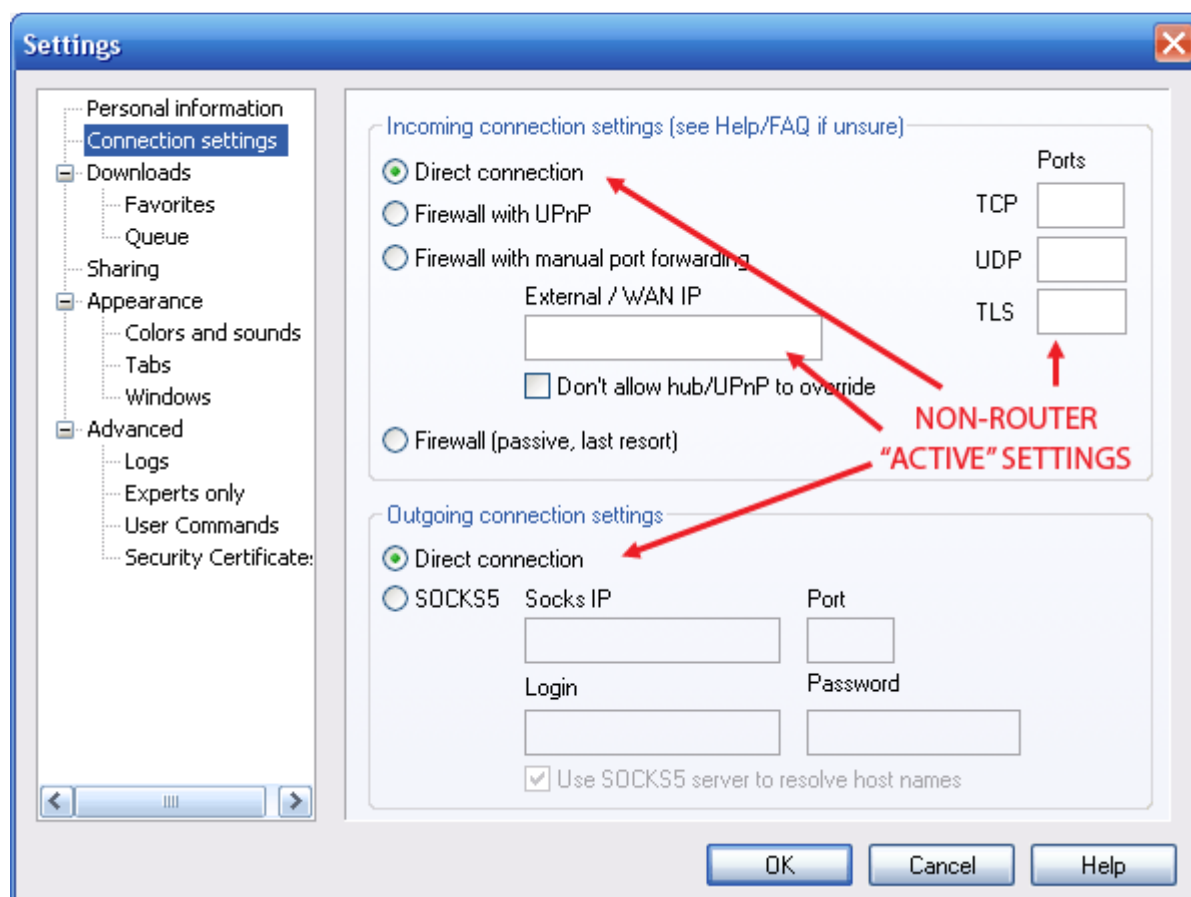 Settings
Personal information
Connection settings
Downloads
Favorites
Queue
Sharing
Appearance
Colors and sounds
Tabs
Windows
Advanced
Logs
Experts only
User Commands
Security Certificate:
Incoming connection settings (see Help/FAQ if unsure)
Direct connection
Firewall with UPnP
Firewall with manual port forwarding
External / WAN IP
Don't allow hub/UPnP to override
Firewall (passive, last resort)
Ports
TCP
UDP
TLS
NON-ROUTER
“ACTIVE” SETTINGS
Outgoing connection settings
Direct connection
SOCKS5 Socks IP Port
Login Password
Use SOCKS5 server to resolve host names
OK Cancel Help